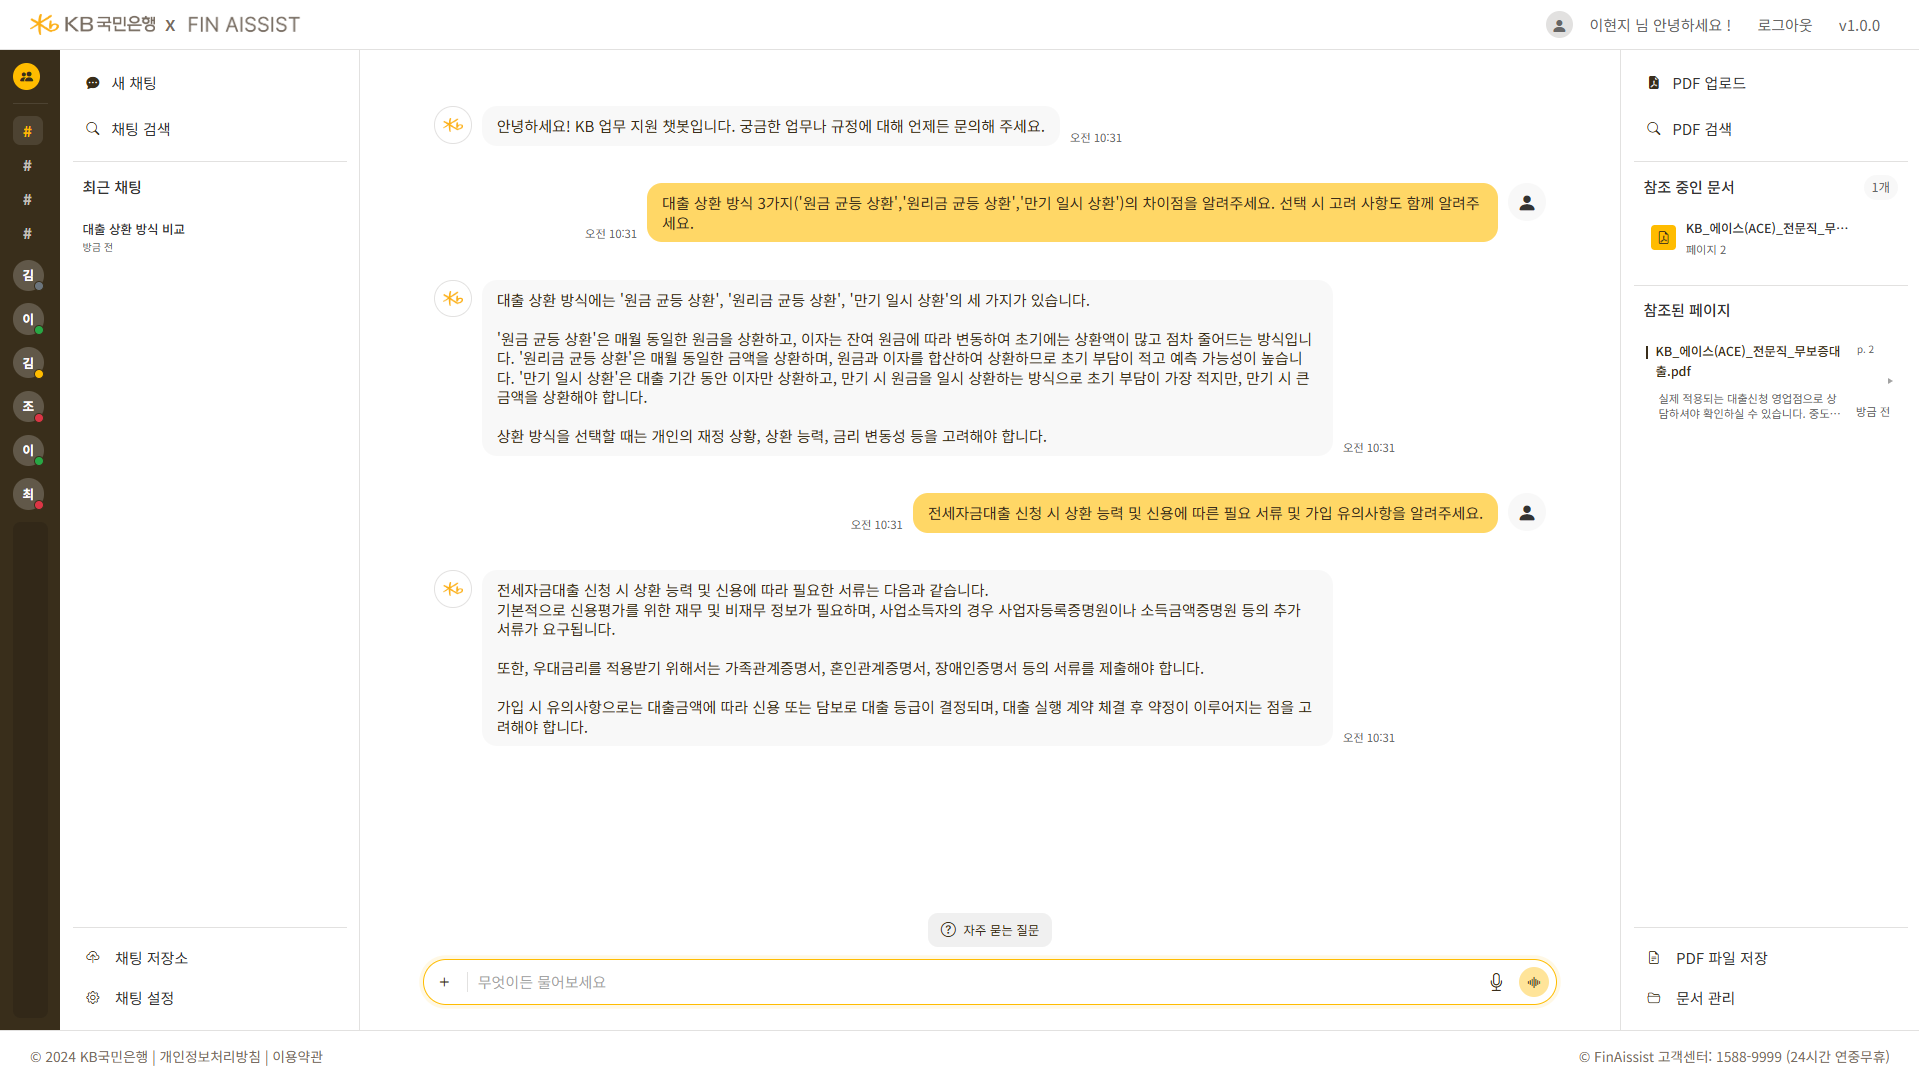 KB국민은행 x FIN AISSIST
이현지 님 안녕하세요 !
로그아웃
v1.0.0
#
#
#
#
김
이
김
조
이
최
새 채팅
채팅 검색
최근 채팅
대출 상환 방식 비교
방금 전
채팅 저장소
채팅 설정
안녕하세요! KB 업무 지원 챗봇입니다. 궁금한 업무나 규정에 대해 언제든 문의해 주세요.
오전 10:31
대출 상환 방식 3가지('원금 균등 상환','원리금 균등 상환','만기 일시 상환')의 차이점을 알려주세요. 선택 시 고려 사항도 함께 알려주
세요.
오전 10:31
대출 상환 방식에는 '원금 균등 상환', '원리금 균등 상환', '만기 일시 상환'의 세 가지가 있습니다.
'원금 균등 상환'은 매월 동일한 원금을 상환하고, 이자는 잔여 원금에 따라 변동하여 초기에는 상환액이 많고 점차 줄어드는 방식입니
다. '원리금 균등 상환'은 매월 동일한 금액을 상환하며, 원금과 이자를 합산하여 상환하므로 초기 부담이 적고 예측 가능성이 높습니
다. '만기 일시 상환'은 대출 기간 동안 이자만 상환하고, 만기 시 원금을 일시 상환하는 방식으로 초기 부담이 가장 적지만, 만기 시 큰
금액을 상환해야 합니다.
상환 방식을 선택할 때는 개인의 재정 상황, 상환 능력, 금리 변동성 등을 고려해야 합니다.
오전 10:31
전세자금대출 신청 시 상환 능력 및 신용에 따른 필요 서류 및 가입 유의사항을 알려주세요.
오전 10:31
전세자금대출 신청 시 상환 능력 및 신용에 따라 필요한 서류는 다음과 같습니다.
기본적으로 신용평가를 위한 재무 및 비재무 정보가 필요하며, 사업소득자의 경우 사업자등록증명원이나 소득금액증명원 등의 추가
서류가 요구됩니다.
또한, 우대금리를 적용받기 위해서는 가족관계증명서, 혼인관계증명서, 장애인증명서 등의 서류를 제출해야 합니다.
가입 시 유의사항으로는 대출금액에 따라 신용 또는 담보로 대출 등급이 결정되며, 대출 실행 계약 체결 후 약정이 이루어지는 점을 고
려해야 합니다.
오전 10:31
자주 묻는 질문
무엇이든 물어보세요
PDF 업로드
PDF 검색
참조 중인 문서
1개
KB_에이스(ACE)_전문직_무…
페이지 2
참조된 페이지
KB_에이스(ACE)_전문직_무보증대
출.pdf
p. 2
실제 적용되는 대출신청 영업점으로 상
담하셔야 확인하실 수 있습니다. 중도…
방금 전
PDF 파일 저장
문서 관리
© 2024 KB국민은행 | 개인정보처리방침 | 이용약관
© FinAissist 고객센터: 1588-9999 (24시간 연중무휴)